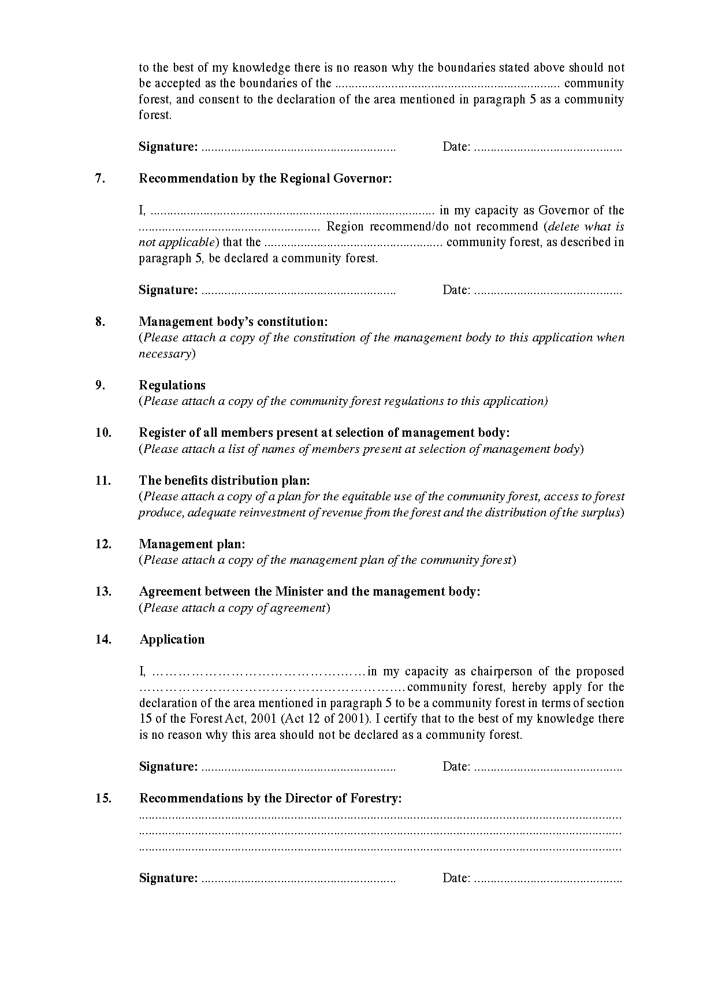 to the best of my knowledge there is no reason why the boundaries stated above should not
be accepted as the boundaries of the .................................................................... community
forest, and consent to the declaration of the area mentioned in paragraph 5 as a community
forest.
Signature: ........................................................... Date: .............................................
7. Recommendation by the Regional Governor:
I, ...................................................................................... in my capacity as Governor of the
....................................................... Region recommend/do not recommend (delete what is
not applicable) that the ...................................................... community forest, as described in
paragraph 5, be declared a community forest.
Signature: ........................................................... Date: .............................................
8. Management body’s constitution:
(Please attach a copy of the constitution of the management body to this application when
necessary)
9. Regulations
(Please attach a copy of the community forest regulations to this application)
10. Register of all members present at selection of management body:
(Please attach a list of names of members present at selection of management body)
11. The benefits distribution plan:
(Please attach a copy of a plan for the equitable use of the community forest, access to forest
produce, adequate reinvestment of revenue from the forest and the distribution of the surplus)
12. Management plan:
(Please attach a copy of the management plan of the community forest)
13. Agreement between the Minister and the management body:
(Please attach a copy of agreement)
14. Application
I, …………………………………….……in my capacity as chairperson of the proposed
………………………………………………….…community forest, hereby apply for the
declaration of the area mentioned in paragraph 5 to be a community forest in terms of section
15 of the Forest Act, 2001 (Act 12 of 2001). I certify that to the best of my knowledge there
is no reason why this area should not be declared as a community forest.
Signature: ........................................................... Date: .............................................
15. Recommendations by the Director of Forestry:
..................................................................................................................................................
..................................................................................................................................................
..................................................................................................................................................
Signature: ........................................................... Date: .............................................